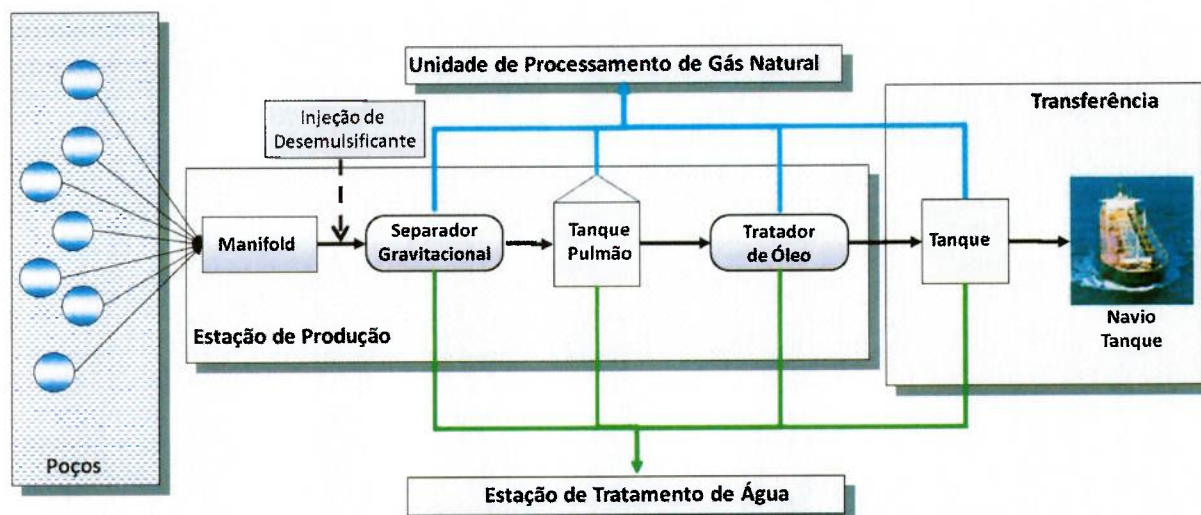 Unidade de Processamento de Gás Natural
Transferência
Injeção de
Desemulsificante
Manifold
Separador
Gravitacional
Tanque
Pulmão
Tratador
de Óleo
Tanque
Navio
Tanque
Estação de Produção
Poços
Estação de Tratamento de Água